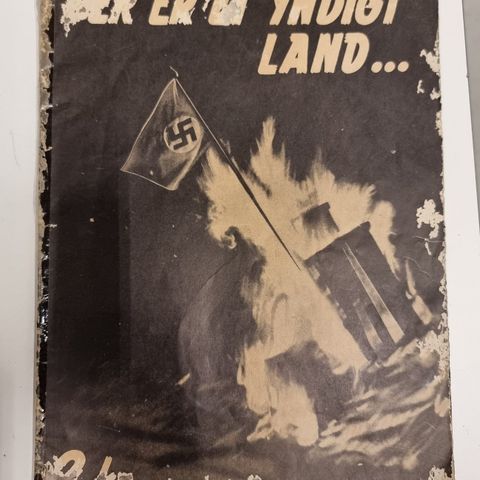 DER ER ET YNDIGT
LAND...